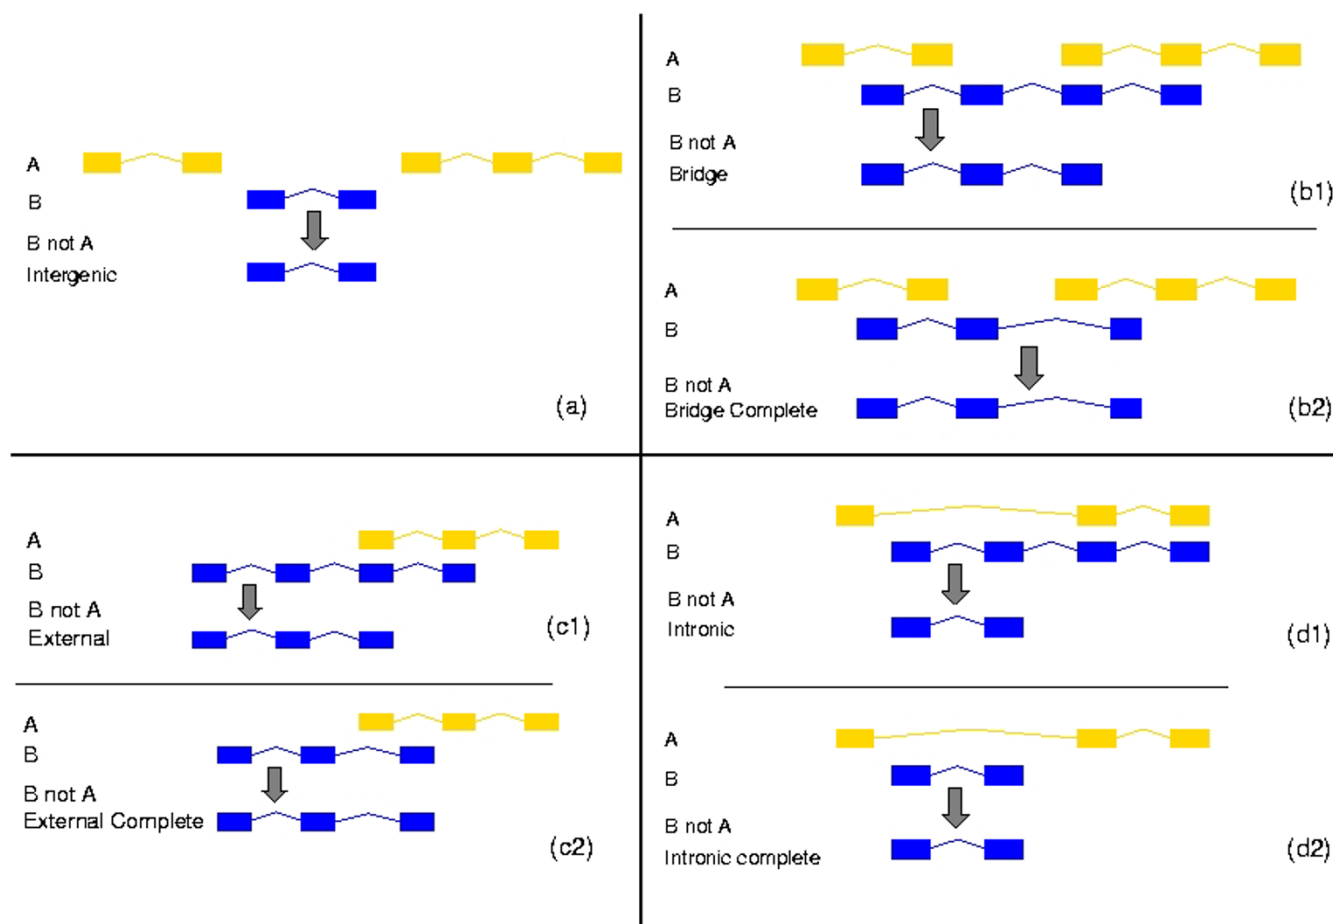 A
B
B not A
Intergenic
(a)
A
B
B not A
Bridge
(b1)
A
B
B not A
Bridge Complete
(b2)
A
B
B not A
External
(c1)
A
B
B not A
External Complete
(c2)
A
B
B not A
Intronic
(d1)
A
B
B not A
Intronic complete
(d2)